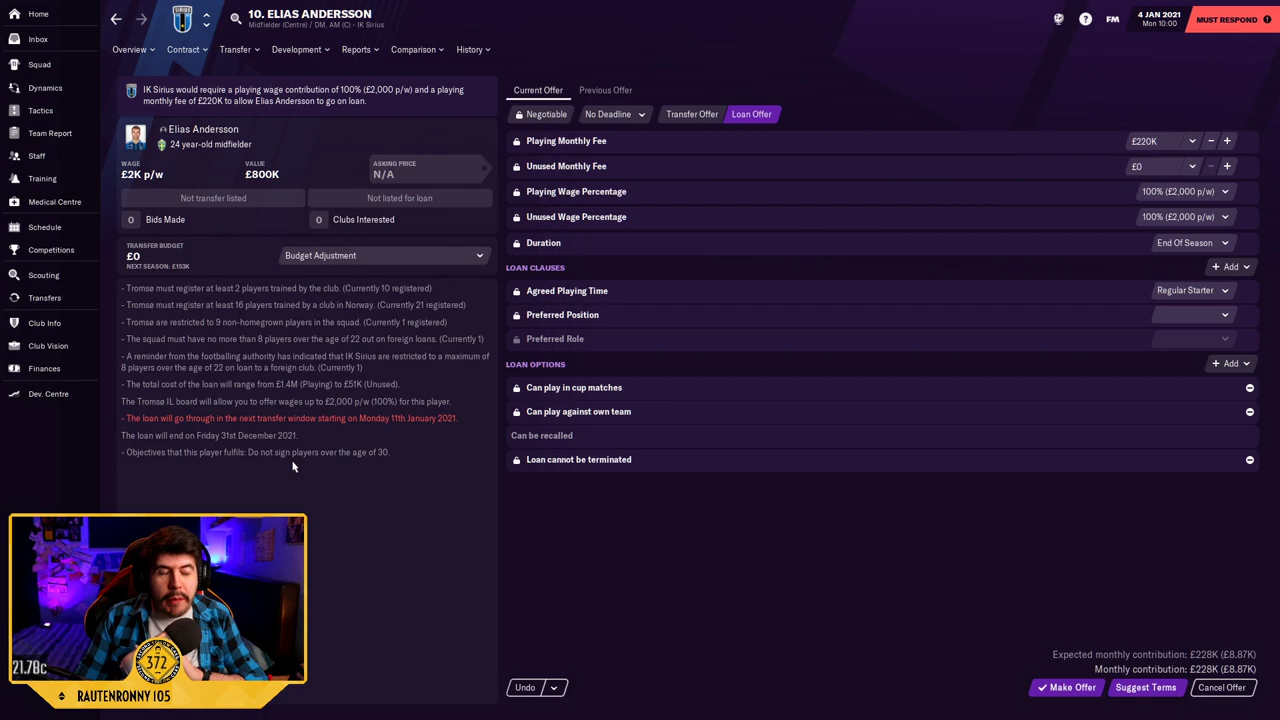 Home
Inbox
Squad
Dynamics
Tactics
Team Report
Staff
Training
Medical Centre
Schedule
Competitions
Scouting
Transfers
Club Info
Club Vision
Finances
Dev. Centre
SIRIUS
10. ELIAS ANDERSSON
Midfielder (Centre) / DM, AM (C) - IK Sirius
FM
4 JAN 2021
Mon 10:00
MUST RESPOND
Overview
Contract
Transfer
Development
Reports
Comparison
History
IK Sirius would require a playing wage contribution of 100% (£2,000 p/w) and a playing
monthly fee of £220K to allow Elias Andersson to go on loan.
Elias Andersson
24 year-old midfielder
WAGE
£2K p/w
VALUE
£800K
ASKING PRICE
N/A
Not transfer listed
Not listed for loan
0 Bids Made
0 Clubs Interested
TRANSFER BUDGET
£0
NEXT SEASON: £153K
Budget Adjustment
- Tromsø must register at least 2 players trained by the club. (Currently 10 registered)
- Tromsø must register at least 16 players trained by a club in Norway. (Currently 21 registered)
- Tromsø are restricted to 9 non-homegrown players in the squad. (Currently 1 registered)
- The squad must have no more than 8 players over the age of 22 out on foreign loans. (Currently 1)
- A reminder from the footballing authority has indicated that IK Sirius are restricted to a maximum of
8 players over the age of 22 on loan to a foreign club. (Currently 1)
- The total cost of the loan will range from £1.4M (Playing) to £51K (Unused).
The Tromsø IL board will allow you to offer wages up to £2,000 p/w (100%) for this player.
- The loan will go through in the next transfer window starting on Monday 11th January 2021.
The loan will end on Friday 31st December 2021.
- Objectives that this player fulfils: Do not sign players over the age of 30.
Current Offer
Previous Offer
Negotiable
No Deadline
Transfer Offer
Loan Offer
Playing Monthly Fee
£220K
Unused Monthly Fee
£0
Playing Wage Percentage
100% (£2,000 p/w)
Unused Wage Percentage
100% (£2,000 p/w)
Duration
End Of Season
LOAN CLAUSES
+ Add
Agreed Playing Time
Regular Starter
Preferred Position
Preferred Role
LOAN OPTIONS
+ Add
Can play in cup matches
Can play against own team
Can be recalled
Loan cannot be terminated
Expected monthly contribution: £228K (£8.87K)
Monthly contribution: £228K (£8.87K)
Undo
Make Offer
Suggest Terms
Cancel Offer
21.78c
372
RAUTENRONNY 105